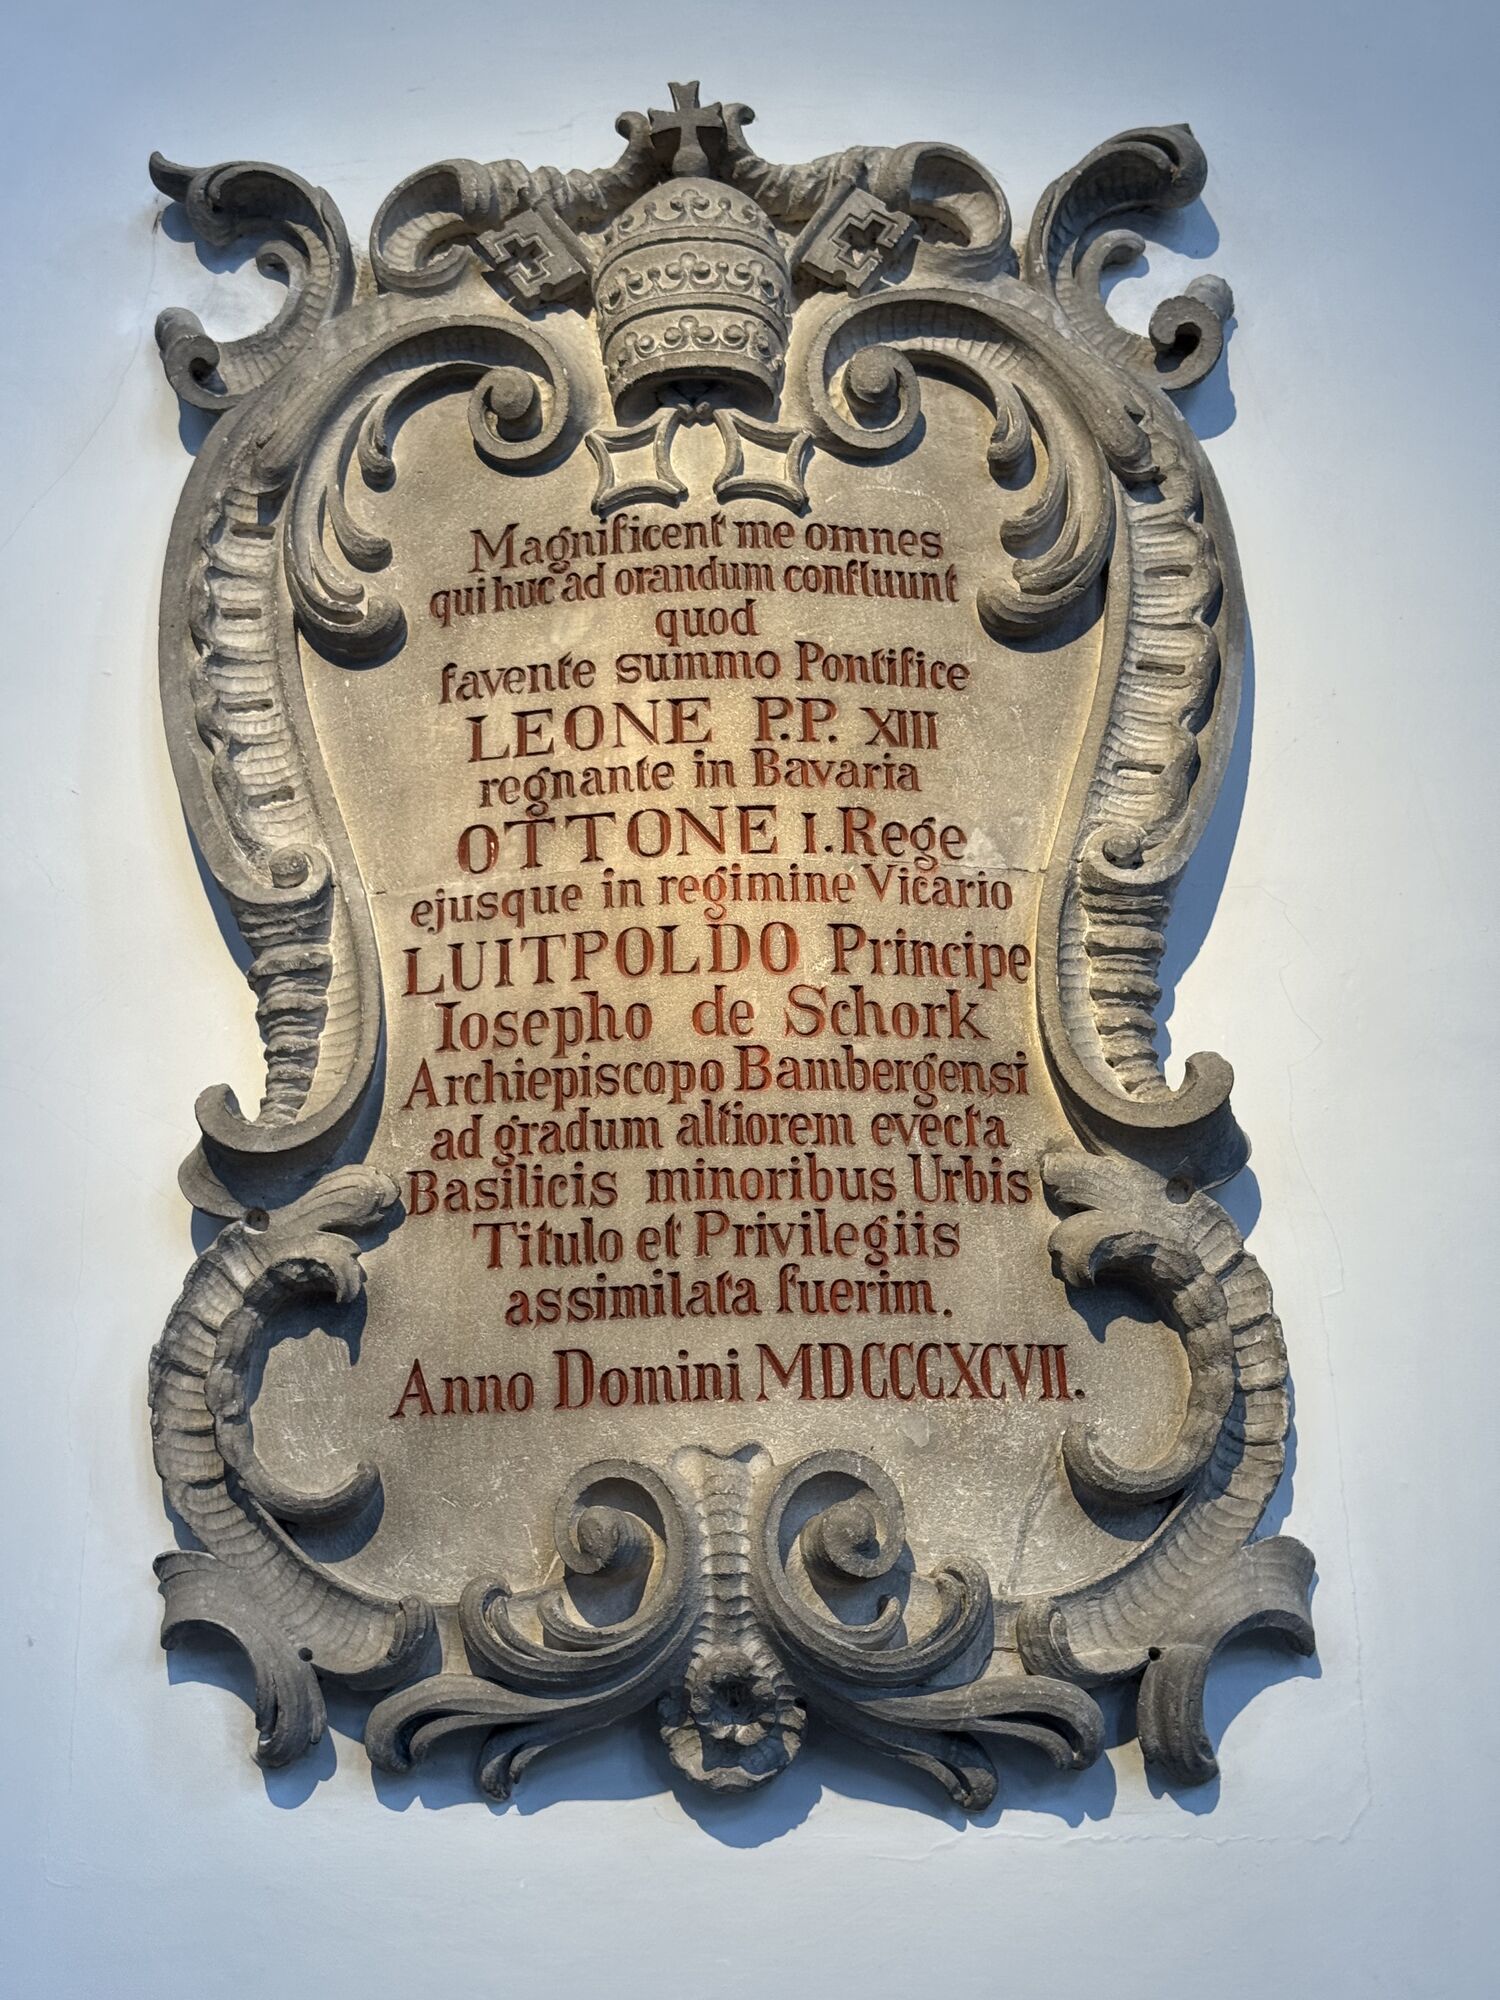 Magnificent me omnes
qui huc ad orandum confluunt
quod
favente summo Pontifice
LEONE P.P. XIII
regnante in Bavaria
OTTONE I. Rege
ejusque in regimine Vicario
LUITPOLDO Principe
Iosepho de Schork
Archiepiscopo Bambergensi
ad gradum altiorem evecta
Basilicis minoribus Urbis
Titulo et Privilegiis
assimilata fuerim.
Anno Domini MDCCCXCVII.